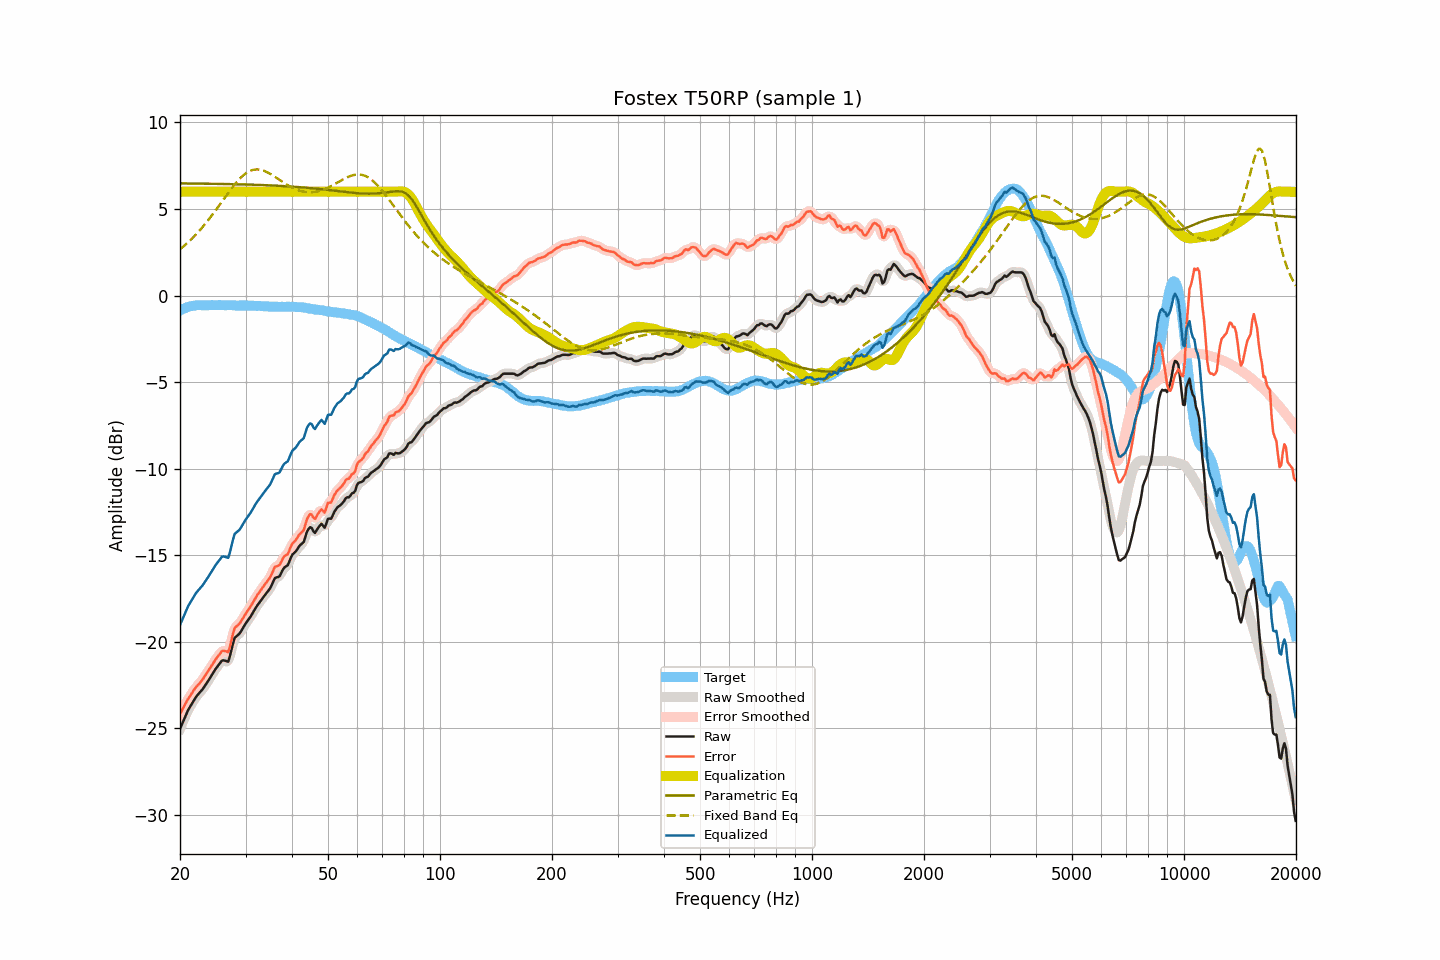 Fostex T50RP (sample 1)
10
5
0
−5
−10
−15
−20
−25
−30
Amplitude (dBr)
Target
Raw Smoothed
Error Smoothed
Raw
Error
Equalization
Parametric Eq
Fixed Band Eq
Equalized
20 50 100 200 500 1000 2000 5000 10000 20000
Frequency (Hz)